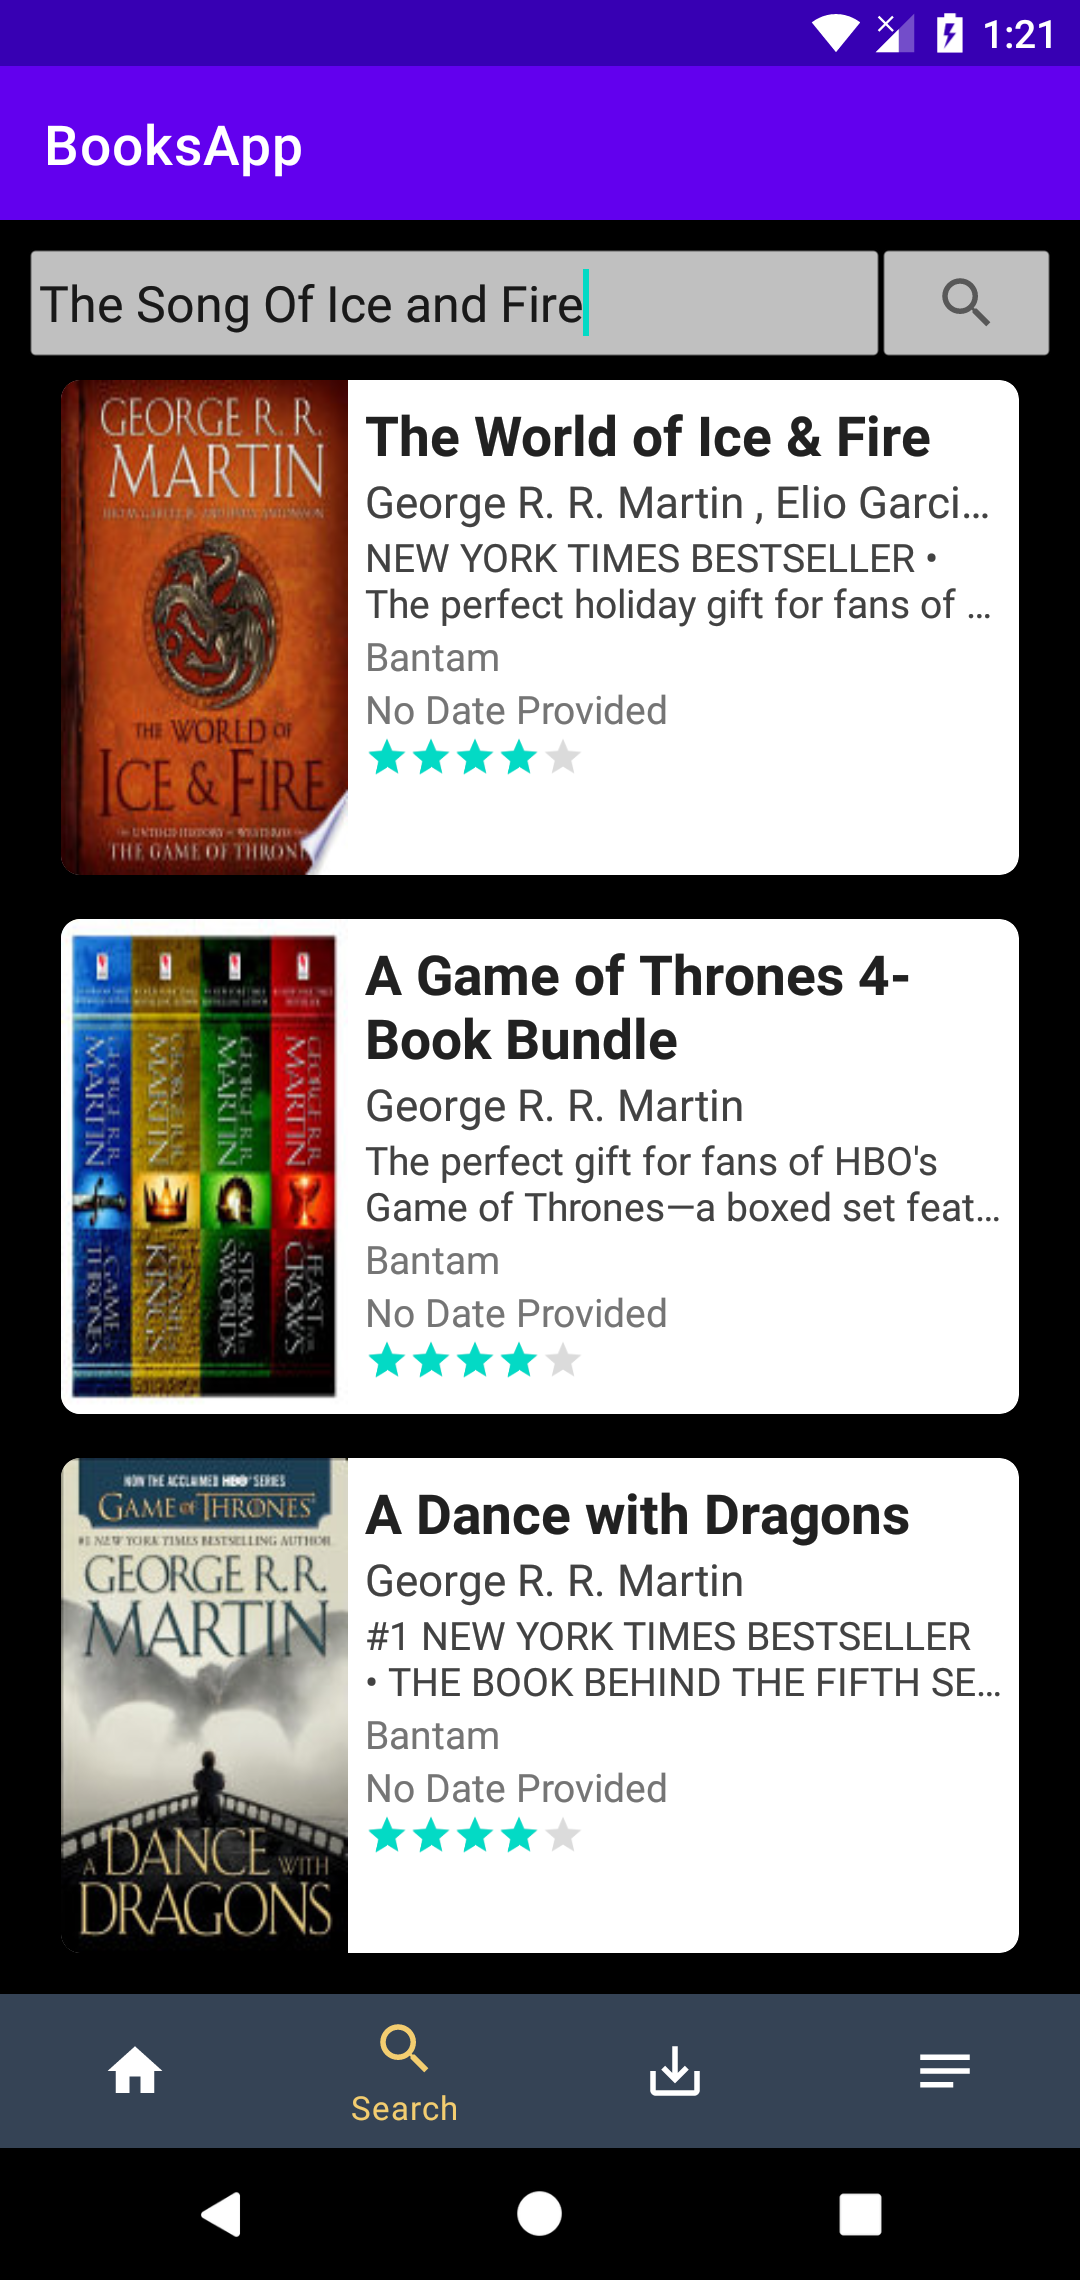 1:21
BooksApp
The Song Of Ice and Fire
GEORGE R. R.
MARTIN
THE WORLD OF
ICE & FIRE
THE GAME OF THRON
The World of Ice & Fire
George R. R. Martin , Elio Garci...
NEW YORK TIMES BESTSELLER •
The perfect holiday gift for fans of ...
Bantam
No Date Provided
GEORGE R.R.
MARTIN
A GAME OF
THRONES
GEORGE R.R.
MARTIN
A CLASH OF
KINGS
GEORGE R.R.
MARTIN
A STORM OF
SWORDS
GEORGE R.R.
MARTIN
A FEAST FOR
CROWS
A Game of Thrones 4-
Book Bundle
George R. R. Martin
The perfect gift for fans of HBO's
Game of Thrones—a boxed set feat...
Bantam
No Date Provided
NOW THE ACCLAIMED HBO SERIES
GAME OF THRONES
#1 NEW YORK TIMES BESTSELLING AUTHOR
GEORGE R.R.
MARTIN
A DANCE WITH
DRAGONS
A Dance with Dragons
George R. R. Martin
#1 NEW YORK TIMES BESTSELLER
• THE BOOK BEHIND THE FIFTH SE...
Bantam
No Date Provided
Search